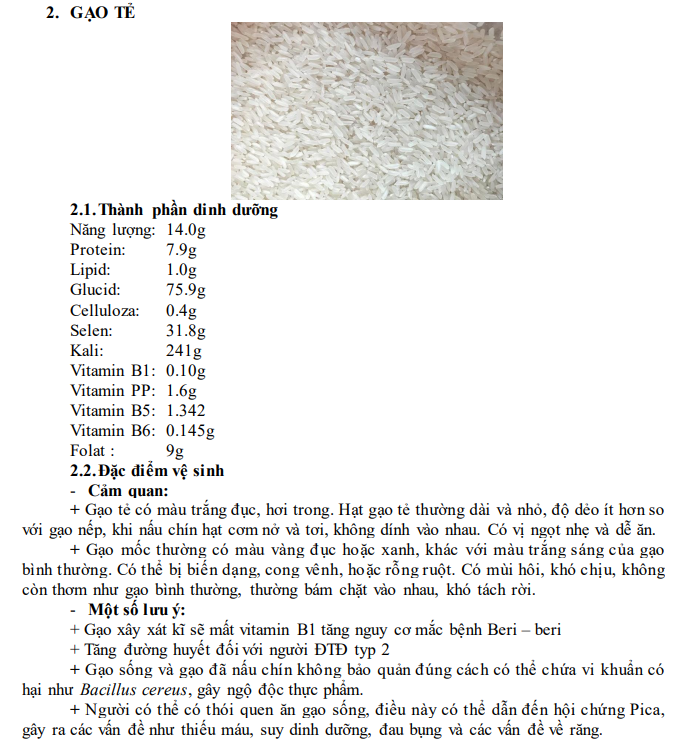 2. GẠO TẺ
2.1.Thành phần dinh dưỡng
Năng lượng: 14.0g
Protein: 7.9g
Lipid: 1.0g
Glucid: 75.9g
Celluloza: 0.4g
Selen: 31.8g
Kali: 241g
Vitamin B1: 0.10g
Vitamin PP: 1.6g
Vitamin B5: 1.342
Vitamin B6: 0.145g
Folat : 9g
2.2.Đặc điểm vệ sinh
- Cảm quan:
+ Gạo tẻ có màu trắng đục, hơi trong. Hạt gạo tẻ thường dài và nhỏ, độ dẻo ít hơn so
với gạo nếp, khi nấu chín hạt cơm nở và tơi, không dính vào nhau. Có vị ngọt nhẹ và dễ ăn.
+ Gạo mốc thường có màu vàng đục hoặc xanh, khác với màu trắng sáng của gạo
bình thường. Có thể bị biến dạng, cong vênh, hoặc rỗng ruột. Có mùi hôi, khó chịu, không
còn thơm như gạo bình thường, thường bám chặt vào nhau, khó tách rời.
- Một số lưu ý:
+ Gạo xây xát kĩ sẽ mất vitamin B1 tăng nguy cơ mắc bệnh Beri – beri
+ Tăng đường huyết đối với người ĐTĐ typ 2
+ Gạo sống và gạo đã nấu chín không bảo quản đúng cách có thể chứa vi khuẩn có
hại như Bacillus cereus, gây ngộ độc thực phẩm.
+ Người có thể có thói quen ăn gạo sống, điều này có thể dẫn đến hội chứng Pica,
gây ra các vấn đề như thiếu máu, suy dinh dưỡng, đau bụng và các vấn đề về răng.